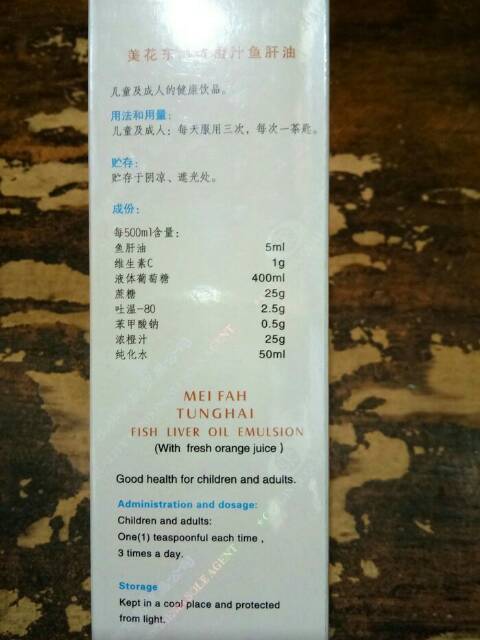 美花东 橙汁鱼肝油
儿童及成人的健康饮品。
用法和用量：
儿童及成人：每天服用三次，每次一茶匙。
贮存：
贮存于阴凉、遮光处。
成份：
每500ml含量：
鱼肝油 5ml
维生素C 1g
液体葡萄糖 400ml
蔗糖 25g
吐温-80 2.5g
苯甲酸钠 0.5g
浓橙汁 25g
纯化水 50ml
MEI FAH
TUNGHAI
FISH LIVER OIL EMULSION
(With fresh orange juice)
Good health for children and adults.
Administration and dosage:
Children and adults:
One(1) teaspoonful each time ,
3 times a day.
Storage
Kept in a cool place and protected
from light.